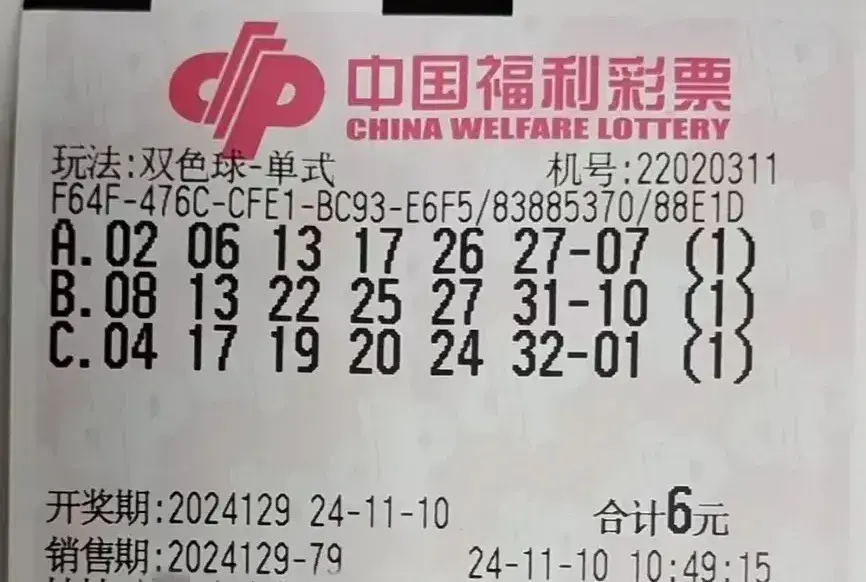 中国福利彩票
CHINA WELFARE LOTTERY
玩法:双色球-单式 机号:22020311
F64F-476C-CFE1-BC93-E6F5/83885370/88E1D
A.02 06 13 17 26 27-07 (1)
B.08 13 22 25 27 31-10 (1)
C.04 17 19 20 24 32-01 (1)
开奖期:2024129 24-11-10 合计6元
销售期:2024129-79 24-11-10 10:49:15